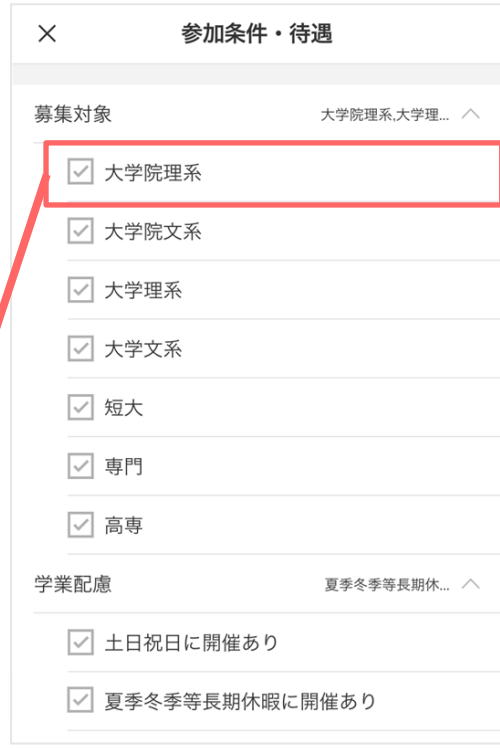 参加条件・待遇
募集対象 大学院理系,大学理...
大学院理系
大学院文系
大学理系
大学文系
短大
専門
高専
学業配慮 夏季冬季等長期休...
土日祝日に開催あり
夏季冬季等長期休暇に開催あり